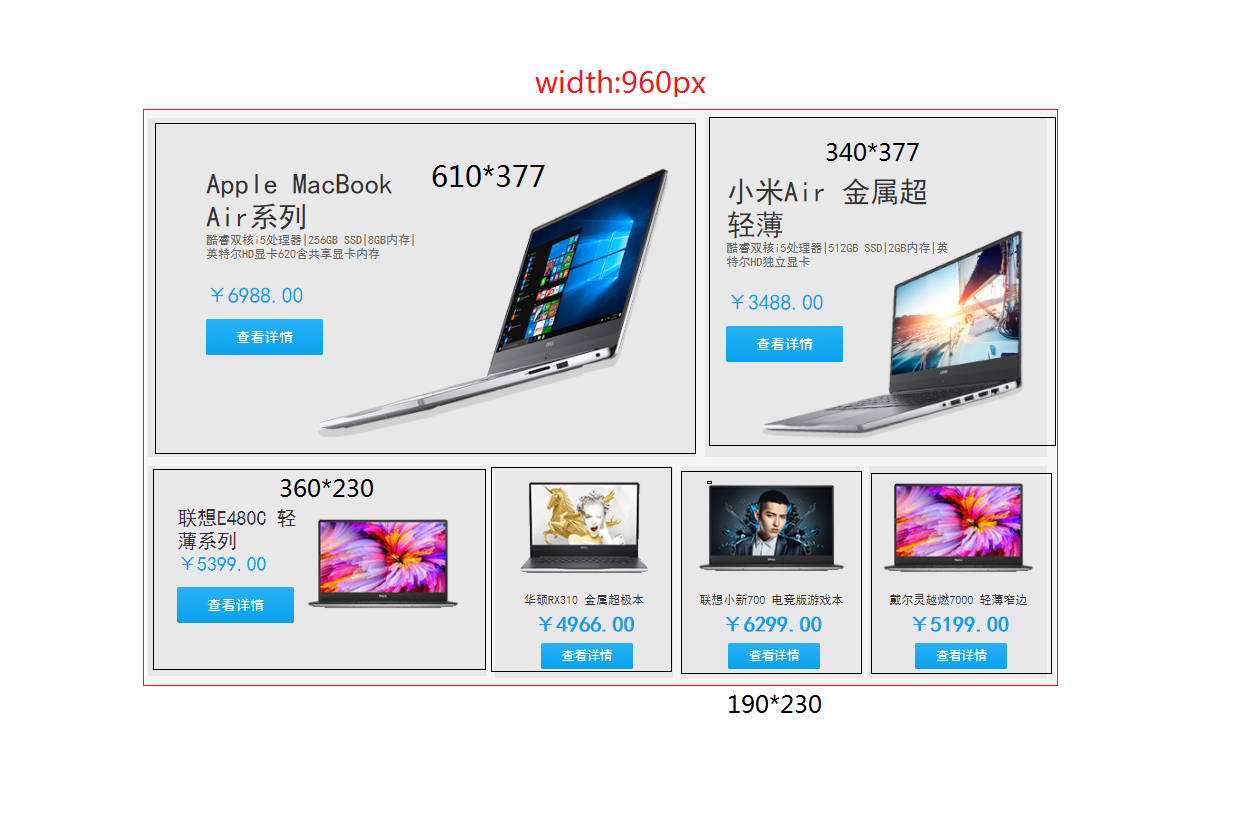 width:960px
610*377
Apple MacBook
Air系列
酷睿双核i5处理器|256GB SSD|8GB内存|
英特尔HD显卡620含共享显卡内存
￥6988.00
查看详情
340*377
小米Air 金属超
轻薄
酷睿双核i5处理器|512GB SSD|2GB内存|英
特尔HD独立显卡
￥3488.00
查看详情
360*230
联想E480C 轻
薄系列
￥5399.00
查看详情
华硕RX310 金属超极本
￥4966.00
查看详情
联想小新700 电竞版游戏本
￥6299.00
查看详情
戴尔灵越燃7000 轻薄窄边
￥5199.00
查看详情
190*230